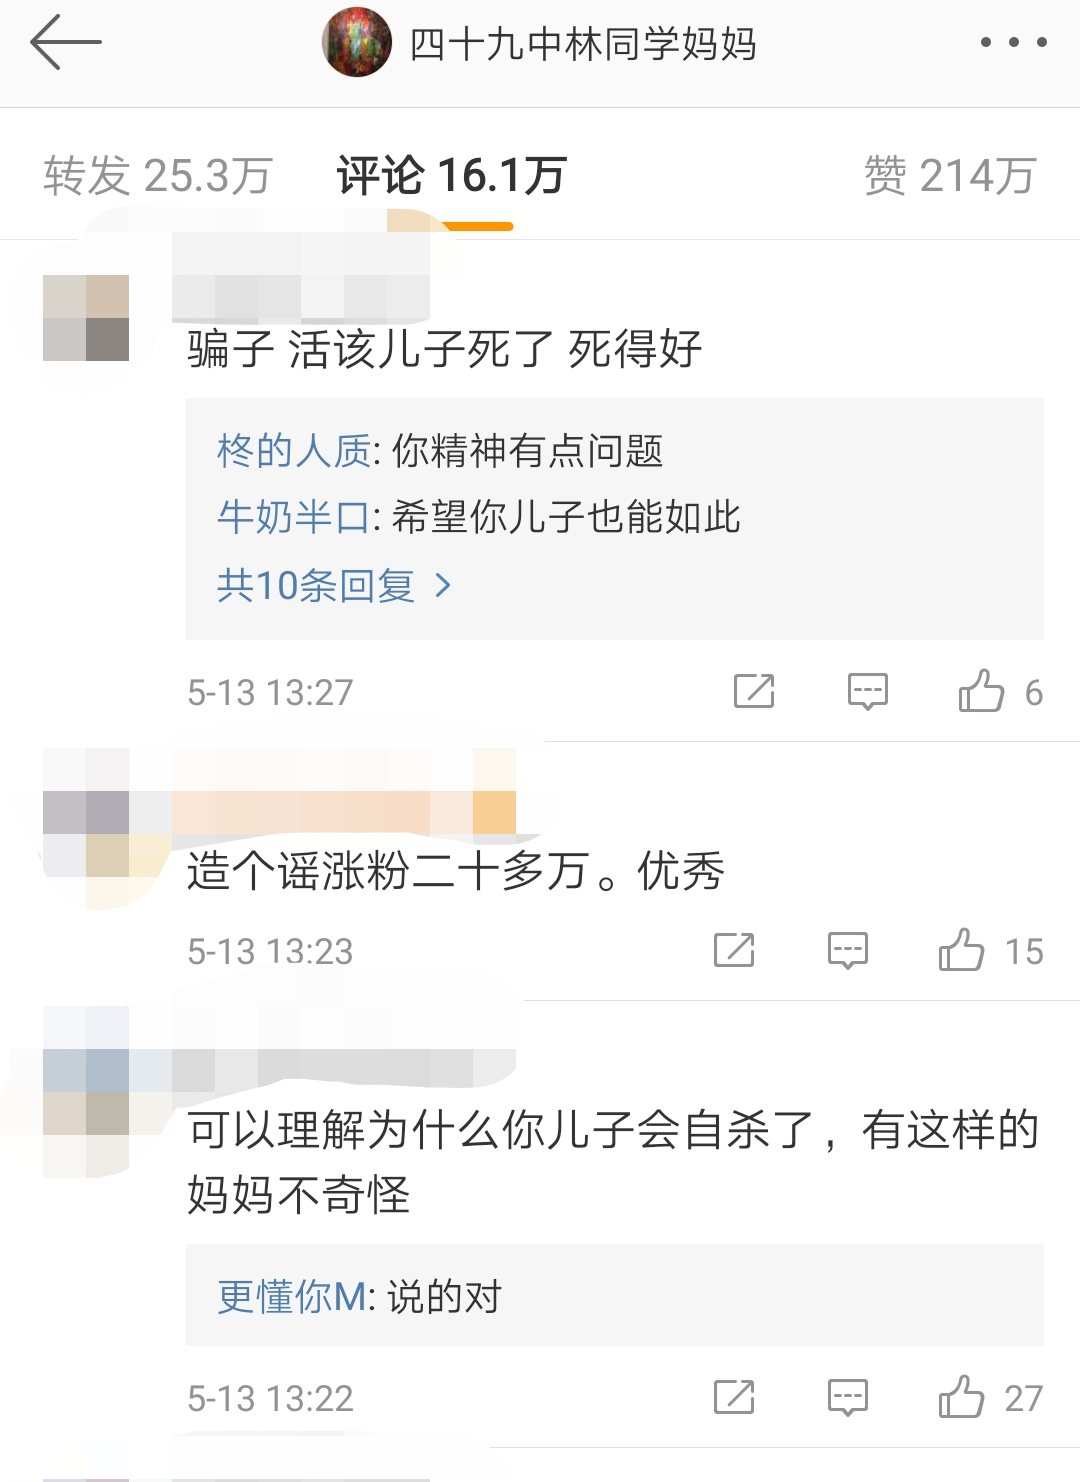 四十九中林同学妈妈
转发 25.3万 评论 16.1万 赞 214万
骗子 活该儿子死了 死得好
柊的人质: 你精神有点问题
牛奶半口: 希望你儿子也能如此
共10条回复 >
5-13 13:27 6
造个谣涨粉二十多万。优秀
5-13 13:23 15
可以理解为什么你儿子会自杀了，有这样的
妈妈不奇怪
更懂你M: 说的对
5-13 13:22 27